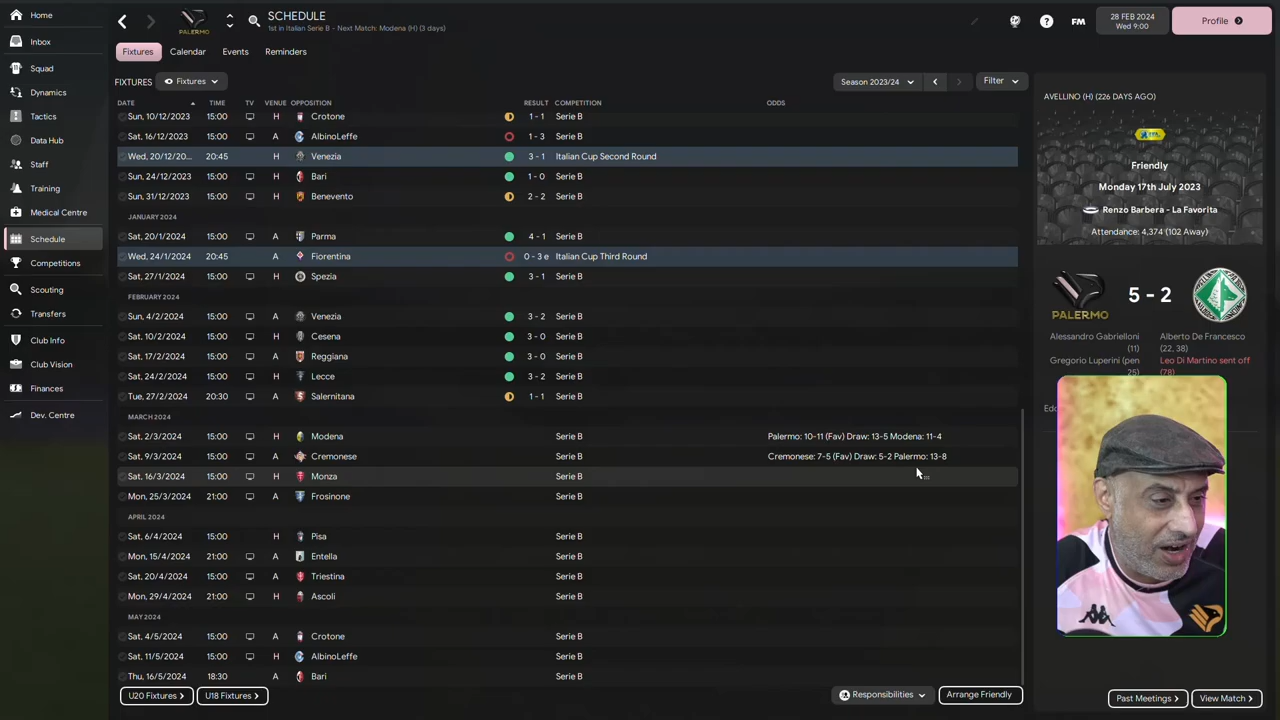 Home
Inbox
Squad
Dynamics
Tactics
Data Hub
Staff
Training
Medical Centre
Schedule
Competitions
Scouting
Transfers
Club Info
Club Vision
Finances
Dev. Centre
PALERMO
SCHEDULE
1st in Italian Serie B - Next Match: Modena (H) (3 days)
FM
28 FEB 2024
Wed 9:00
Profile
Fixtures Calendar Events Reminders
FIXTURES Fixtures
Season 2023/24
Filter
DATE TIME TV VENUE OPPOSITION RESULT COMPETITION ODDS
Sun, 10/12/2023 15:00 H Crotone 1 - 1 Serie B
Sat, 16/12/2023 15:00 A AlbinoLeffe 1 - 3 Serie B
Wed, 20/12/20... 20:45 H Venezia 3 - 1 Italian Cup Second Round
Sun, 24/12/2023 15:00 H Bari 1 - 0 Serie B
Sun, 31/12/2023 15:00 H Benevento 2 - 2 Serie B
JANUARY 2024
Sat, 20/1/2024 15:00 A Parma 4 - 1 Serie B
Wed, 24/1/2024 20:45 A Fiorentina 0 - 3 e Italian Cup Third Round
Sat, 27/1/2024 15:00 H Spezia 3 - 1 Serie B
FEBRUARY 2024
Sun, 4/2/2024 15:00 A Venezia 3 - 2 Serie B
Sat, 10/2/2024 15:00 H Cesena 3 - 0 Serie B
Sat, 17/2/2024 15:00 A Reggiana 3 - 0 Serie B
Sat, 24/2/2024 15:00 H Lecce 3 - 2 Serie B
Tue, 27/2/2024 20:30 A Salernitana 1 - 1 Serie B
MARCH 2024
Sat, 2/3/2024 15:00 H Modena Serie B Palermo: 10-11 (Fav) Draw: 13-5 Modena: 11-4
Sat, 9/3/2024 15:00 A Cremonese Serie B Cremonese: 7-5 (Fav) Draw: 5-2 Palermo: 13-8
Sat, 16/3/2024 15:00 H Monza Serie B
Mon, 25/3/2024 21:00 A Frosinone Serie B
APRIL 2024
Sat, 6/4/2024 15:00 H Pisa Serie B
Mon, 15/4/2024 21:00 A Entella Serie B
Sat, 20/4/2024 15:00 A Triestina Serie B
Mon, 29/4/2024 21:00 H Ascoli Serie B
MAY 2024
Sat, 4/5/2024 15:00 A Crotone Serie B
Sat, 11/5/2024 15:00 H AlbinoLeffe Serie B
Thu, 16/5/2024 18:30 A Bari Serie B
U20 Fixtures U18 Fixtures
Responsibilities
Arrange Friendly
AVELLINO (H) (226 DAYS AGO)
Friendly
Monday 17th July 2023
Renzo Barbera - La Favorita
Attendance: 4,374 (102 Away)
5 - 2
PALERMO
Alessandro Gabrielloni
(11)
Gregorio Luperini (pen
25)
Alberto De Francesco
(22, 38)
Leo Di Martino sent off
(78)
Past Meetings View Match